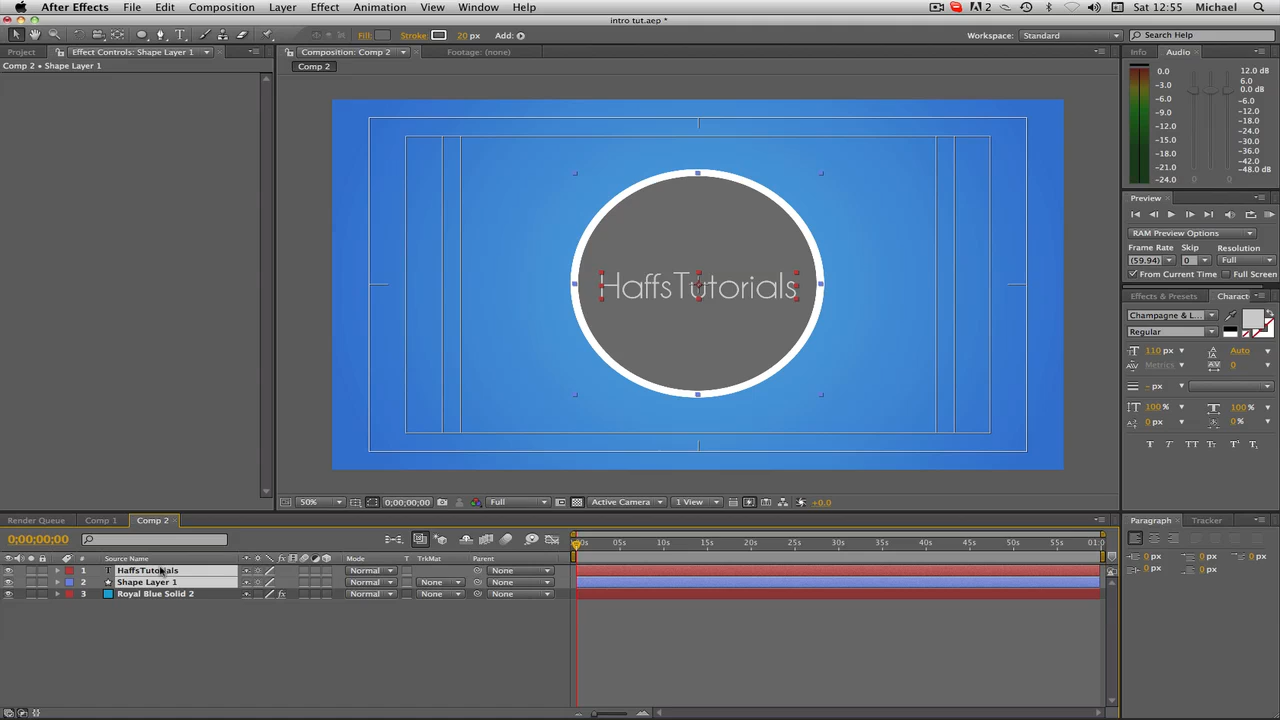 After Effects File Edit Composition Layer Effect Animation View Window Help 2 Sat 12:55 Michael
intro tut.aep *
Fill: Stroke: 20 px Add: Workspace: Standard Search Help
Project Effect Controls: Shape Layer 1 Composition: Comp 2 Footage: (none) Info Audio
Comp 2 • Shape Layer 1 Comp 2
0.0 12.0 dB
-3.0 6.0
-6.0 0.0 dB
-9.0 -6.0
-12.0 -12.0
-15.0 -18.0
-18.0 -24.0
-30.0
-36.0
-21.0 -42.0
-24.0 -48.0 dB
Preview
RAM Preview Options
Frame Rate Skip Resolution
(59.94) 0 Full
From Current Time Full Screen
HaffsTutorials
Effects & Presets Charact
Champagne & L...
Regular
110 px Auto
Metrics 0
- px
100 % 100 %
0 px 0 %
T T TT Tr T' T,
50% 0;00;00;00 Full Active Camera 1 View +0.0
Render Queue Comp 1 Comp 2 Paragraph Tracker
0;00;00;00 05s 10s 15s 20s 25s 30s 35s 40s 45s 50s 55s 01:0
0 px 0 px 0 px
0 px 0 px
# Source Name Mode T TrkMat Parent
1 T HaffsTutorials Normal None
2 Shape Layer 1 Normal None None
3 Royal Blue Solid 2 fx Normal None None